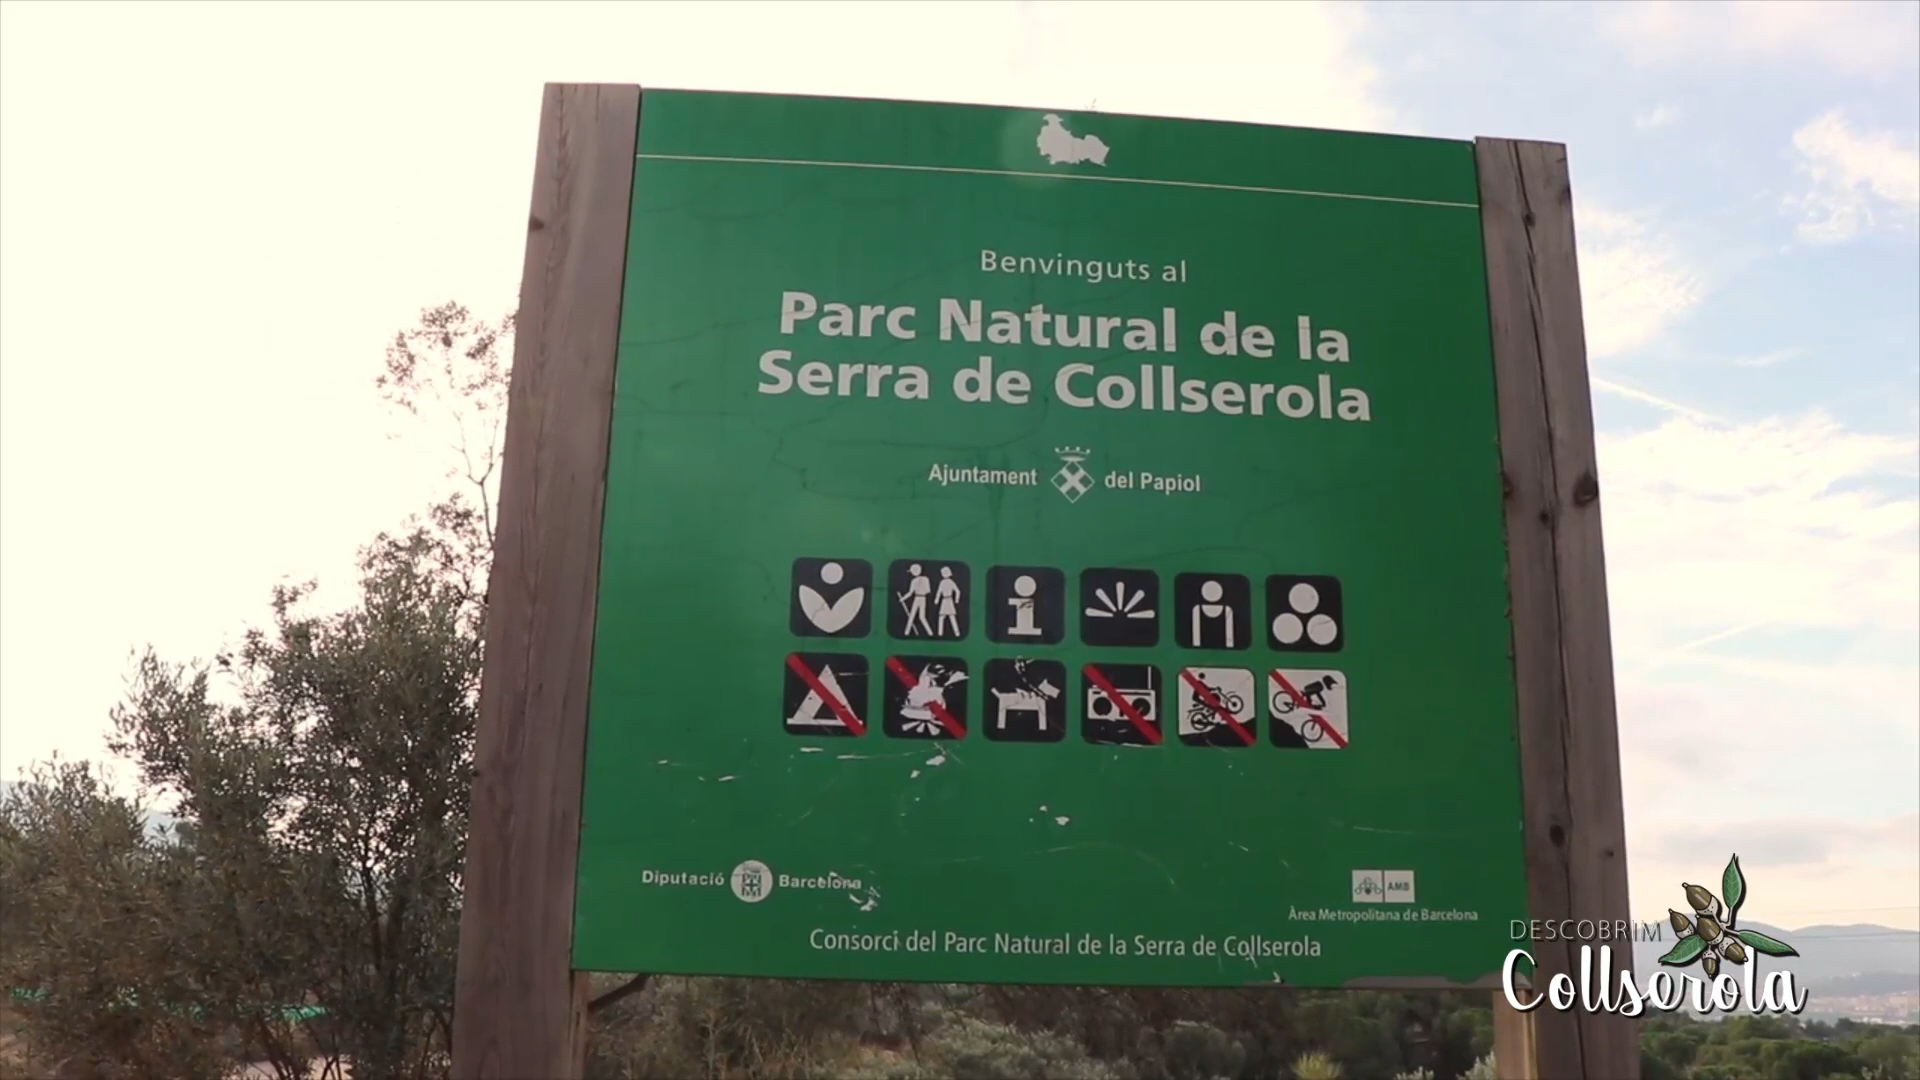 Benvinguts al
Parc Natural de la
Serra de Collserola
Ajuntament del Papiol
Diputació Barcelona
AMB
Àrea Metropolitana de Barcelona
Consorci del Parc Natural de la Serra de Collserola
DESCOBRIM
Collserola